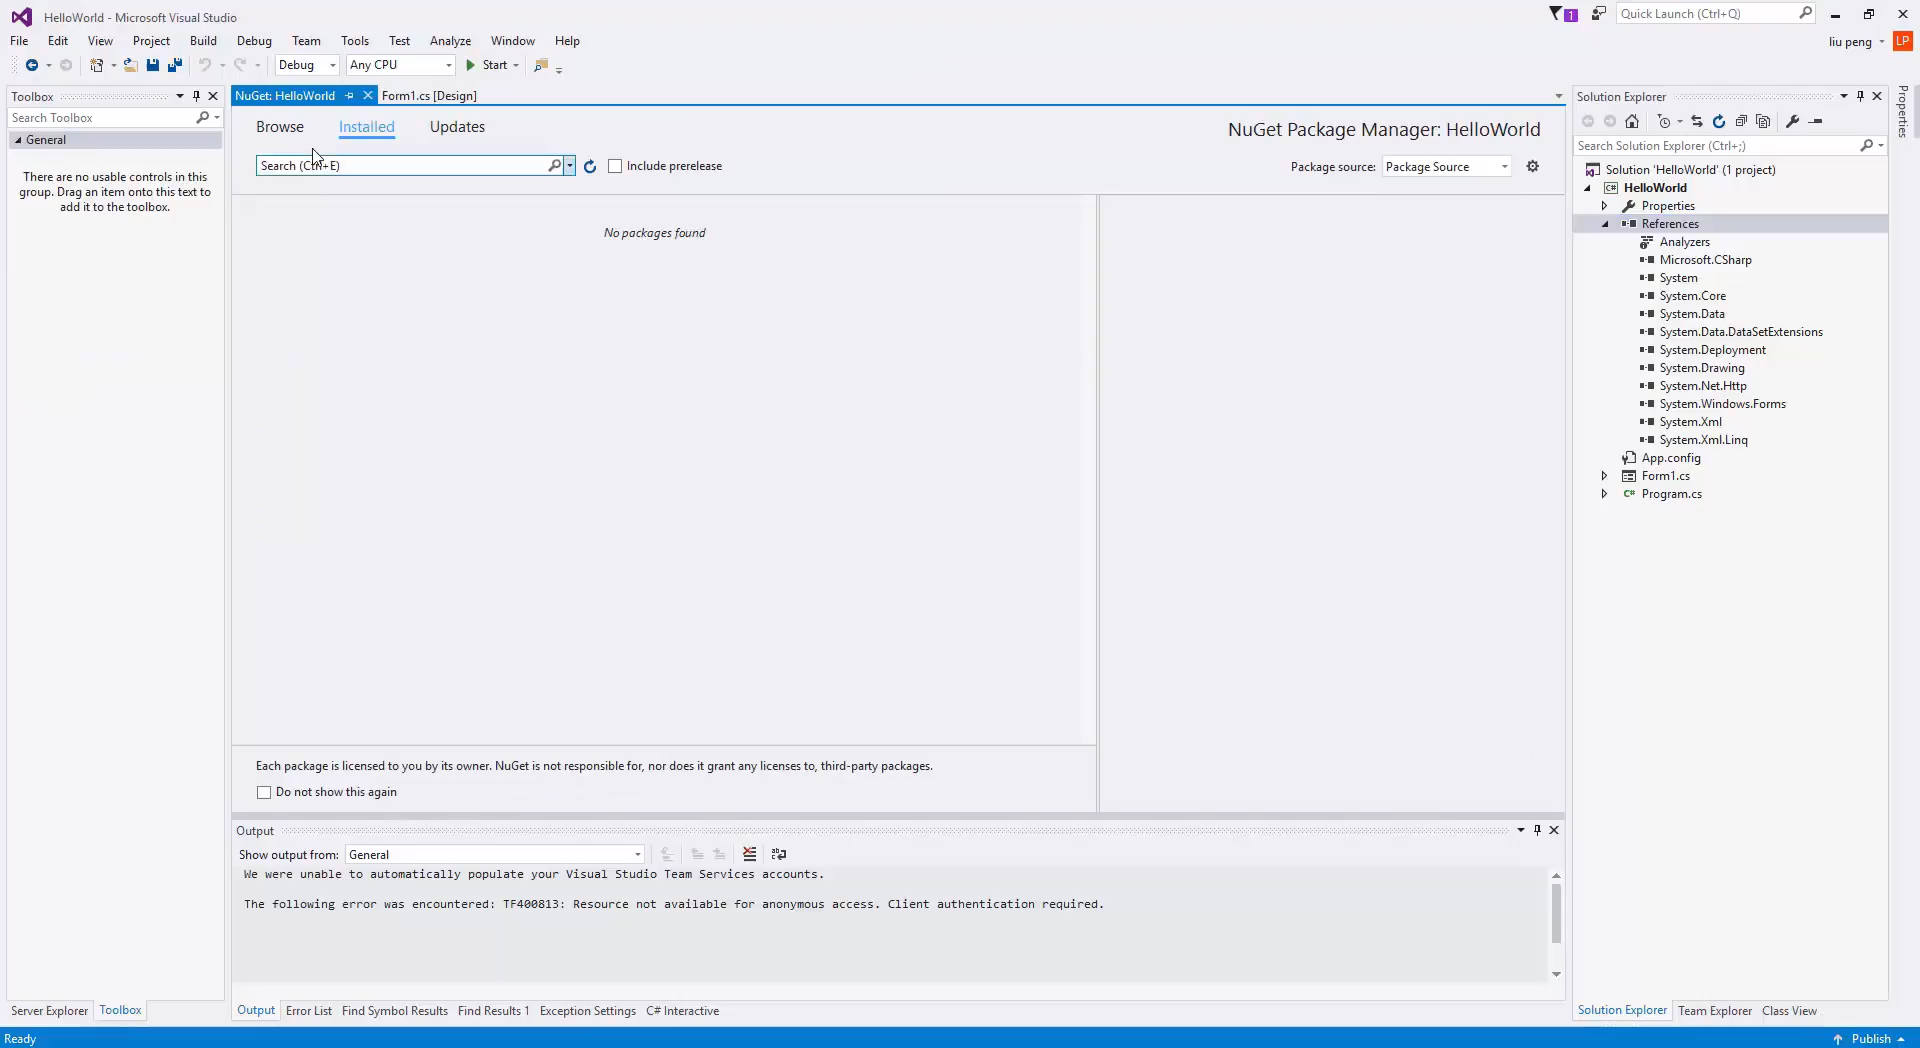 HelloWorld - Microsoft Visual Studio
1
Quick Launch (Ctrl+Q)
File Edit View Project Build Debug Team Tools Test Analyze Window Help
liu peng LP
Debug Any CPU Start
Toolbox
Search Toolbox
General
There are no usable controls in this
group. Drag an item onto this text to
add it to the toolbox.
NuGet: HelloWorld Form1.cs [Design]
Browse Installed Updates
NuGet Package Manager: HelloWorld
Search (Ctrl+E)
Include prerelease
Package source: Package Source
No packages found
Each package is licensed to you by its owner. NuGet is not responsible for, nor does it grant any licenses to, third-party packages.
Do not show this again
Output
Show output from: General
We were unable to automatically populate your Visual Studio Team Services accounts.
The following error was encountered: TF400813: Resource not available for anonymous access. Client authentication required.
Solution Explorer
Search Solution Explorer (Ctrl+;)
Solution 'HelloWorld' (1 project)
C# HelloWorld
Properties
References
Analyzers
Microsoft.CSharp
System
System.Core
System.Data
System.Data.DataSetExtensions
System.Deployment
System.Drawing
System.Net.Http
System.Windows.Forms
System.Xml
System.Xml.Linq
App.config
Form1.cs
C# Program.cs
Properties
Server Explorer Toolbox
Output Error List Find Symbol Results Find Results 1 Exception Settings C# Interactive
Solution Explorer Team Explorer Class View
Ready
Publish